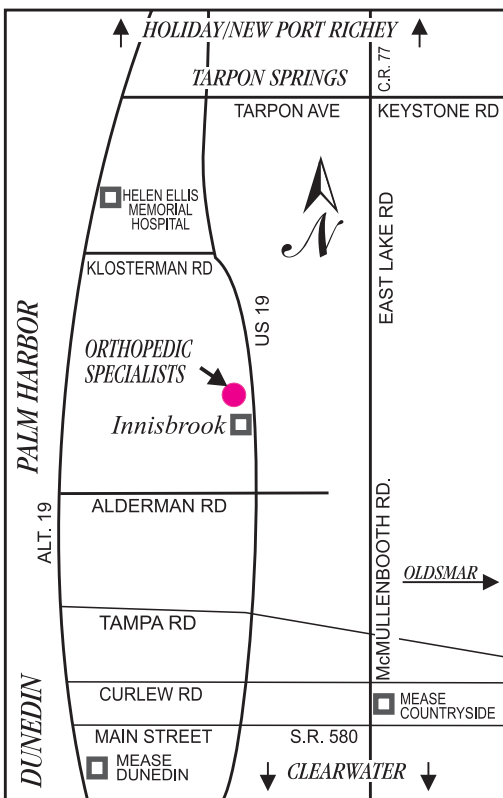 HOLIDAY/NEW PORT RICHEY
C.R. 77
TARPON SPRINGS
TARPON AVE
KEYSTONE RD
HELEN ELLIS
MEMORIAL
HOSPITAL
N
EAST LAKE RD
KLOSTERMAN RD
US 19
PALM HARBOR
ORTHOPEDIC
SPECIALISTS
Innisbrook
ALDERMAN RD
ALT. 19
McMULLENBOOTH RD.
OLDSMAR
TAMPA RD
CURLEW RD
MEASE
COUNTRYSIDE
DUNEDIN
MAIN STREET
S.R. 580
MEASE
DUNEDIN
CLEARWATER